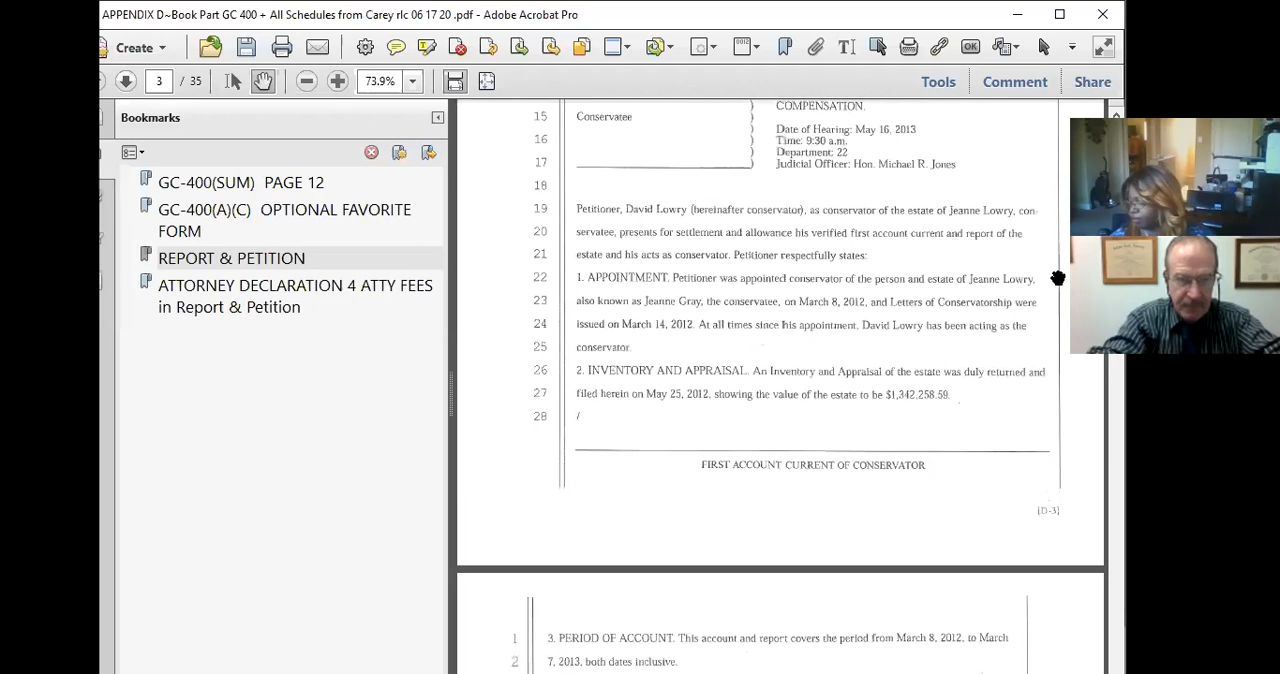 APPENDIX D~Book Part GC 400 + All Schedules from Carey rlc 06 17 20 .pdf - Adobe Acrobat Pro
Create
3 / 35
73.9%
Tools
Comment
Share
Bookmarks
GC-400(SUM) PAGE 12
GC-400(A)(C) OPTIONAL FAVORITE
FORM
REPORT & PETITION
ATTORNEY DECLARATION 4 ATTY FEES
in Report & Petition
COMPENSATION.
15 Conservatee )
16 ) Date of Hearing: May 16, 2013
) Time: 9:30 a.m.
) Department: 22
17 ) Judicial Officer: Hon. Michael R. Jones
18
19 Petitioner, David Lowry (hereinafter conservator), as conservator of the estate of Jeanne Lowry, con-
20 servatee, presents for settlement and allowance his verified first account current and report of the
21 estate and his acts as conservator. Petitioner respectfully states:
22 1. APPOINTMENT. Petitioner was appointed conservator of the person and estate of Jeanne Lowry,
23 also known as Jeanne Gray, the conservatee, on March 8, 2012, and Letters of Conservatorship were
24 issued on March 14, 2012. At all times since his appointment, David Lowry has been acting as the
25 conservator.
26 2. INVENTORY AND APPRAISAL. An Inventory and Appraisal of the estate was duly returned and
27 filed herein on May 25, 2012, showing the value of the estate to be $1,342,258.59.
28 /
FIRST ACCOUNT CURRENT OF CONSERVATOR
[D-3]
1 3. PERIOD OF ACCOUNT. This account and report covers the period from March 8, 2012, to March
2 7, 2013, both dates inclusive.